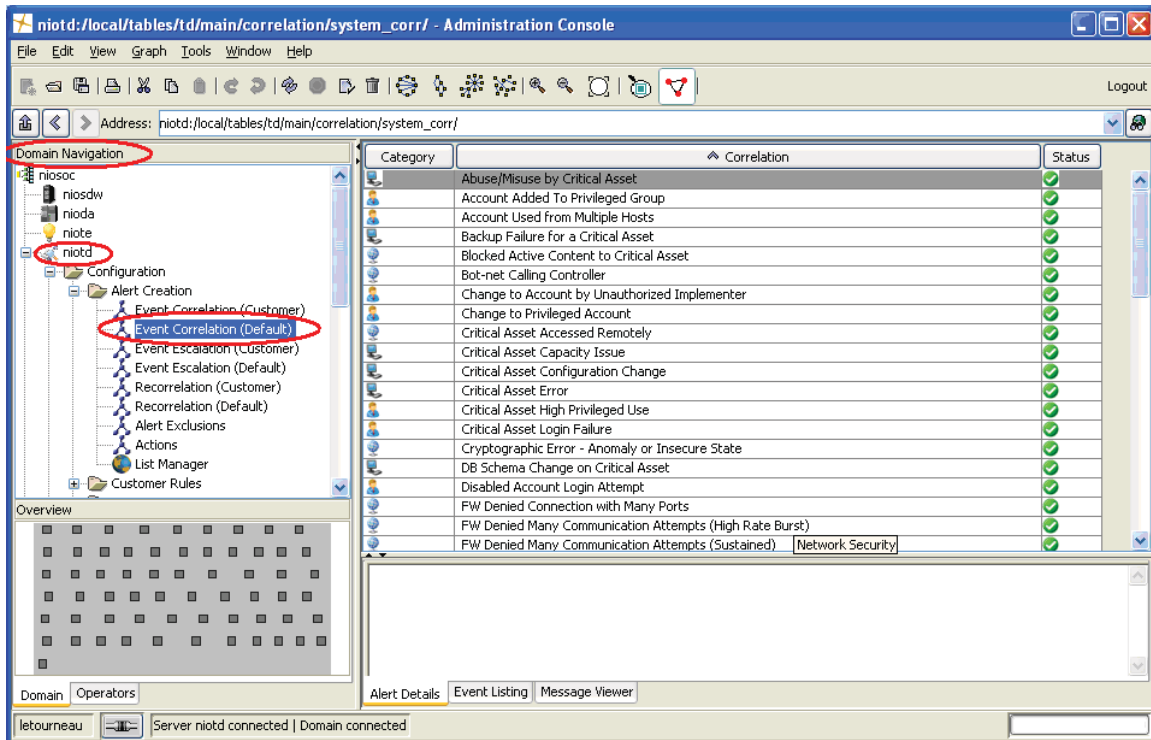 niotd:/local/tables/td/main/correlation/system_corr/ - Administration Console
File Edit View Graph Tools Window Help
Logout
Address: niotd:/local/tables/td/main/correlation/system_corr/
Domain Navigation
niosoc
niosdw
nioda
niote
niotd
Configuration
Alert Creation
Event Correlation (Customer)
Event Correlation (Default)
Event Escalation (Customer)
Event Escalation (Default)
Recorrelation (Customer)
Recorrelation (Default)
Alert Exclusions
Actions
List Manager
Customer Rules
Overview
Domain Operators
Category Correlation Status
Abuse/Misuse by Critical Asset
Account Added To Privileged Group
Account Used from Multiple Hosts
Backup Failure for a Critical Asset
Blocked Active Content to Critical Asset
Bot-net Calling Controller
Change to Account by Unauthorized Implementer
Change to Privileged Account
Critical Asset Accessed Remotely
Critical Asset Capacity Issue
Critical Asset Configuration Change
Critical Asset Error
Critical Asset High Privileged Use
Critical Asset Login Failure
Cryptographic Error - Anomaly or Insecure State
DB Schema Change on Critical Asset
Disabled Account Login Attempt
FW Denied Connection with Many Ports
FW Denied Many Communication Attempts (High Rate Burst)
FW Denied Many Communication Attempts (Sustained) Network Security
Alert Details Event Listing Message Viewer
letourneau Server niotd connected | Domain connected